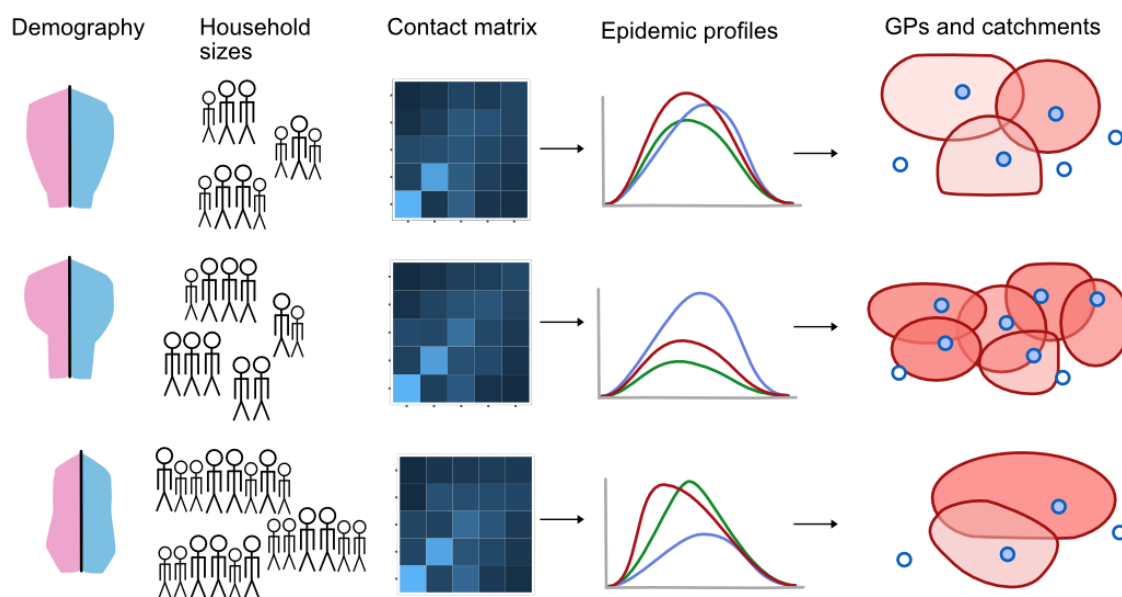 Demography
Household
sizes
Contact matrix
Epidemic profiles
GPs and catchments